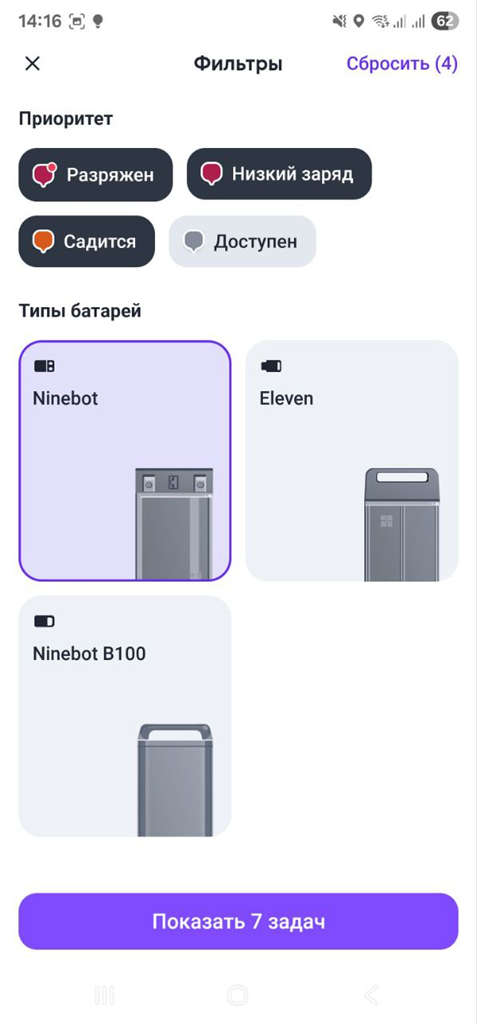 14:16
62
Фильтры
Сбросить (4)
Приоритет
Разряжен
Низкий заряд
Садится
Доступен
Типы батарей
Ninebot
Eleven
Ninebot B100
Показать 7 задач